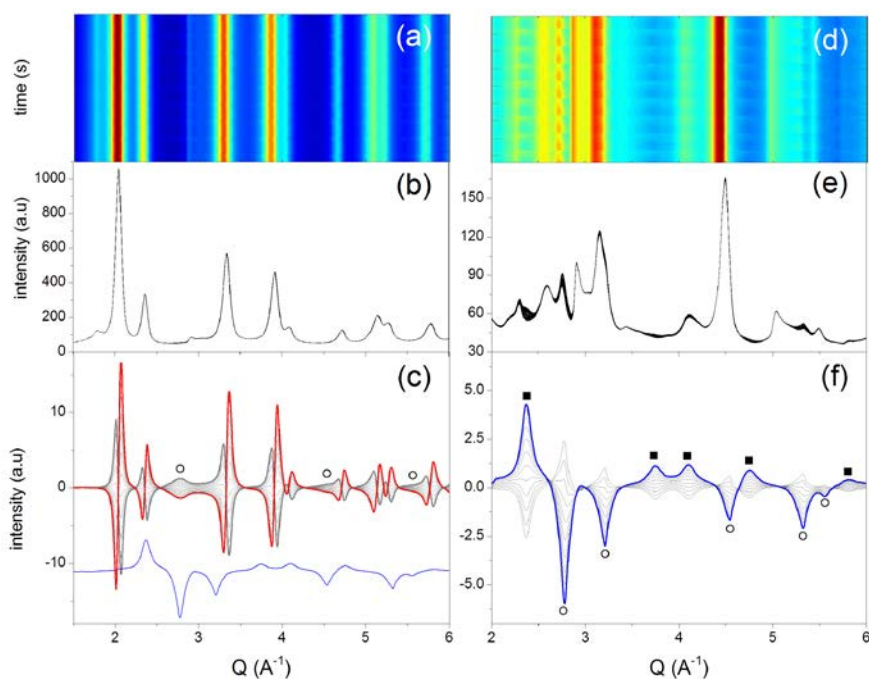 (a)
(d)
time (s)
(b)
(e)
intensity (a.u)
1000
800
600
400
200
0
150
120
90
60
30
(c)
(f)
intensity (a.u)
10
0
-10
5.0
2.5
0.0
-2.5
-5.0
2
3
4
5
6
2
3
4
5
6
Q (A⁻¹)
Q (A⁻¹)